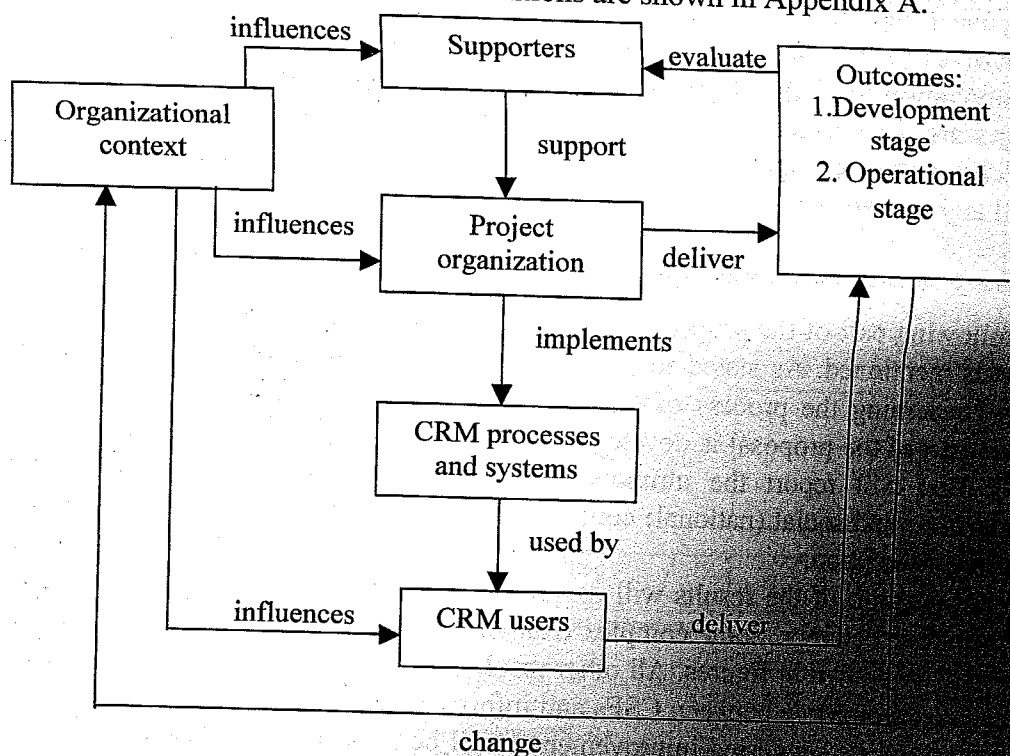 are shown in Appendix A.
influences
Supporters
evaluate
Outcomes:
1.Development
stage
2. Operational
stage
Organizational
context
support
influences
Project
organization
deliver
implements
CRM processes
and systems
used by
influences
CRM users
deliver
change